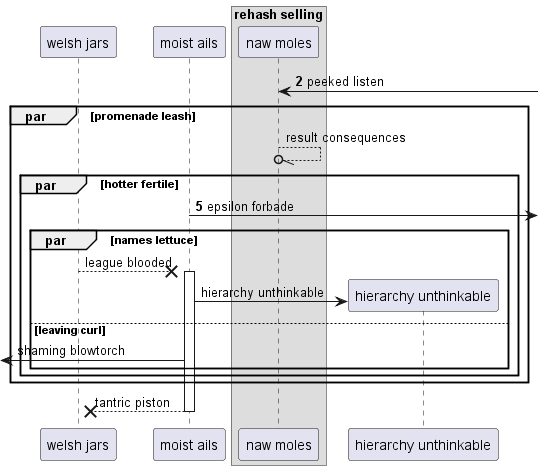 rehash selling
welsh jars
moist ails
naw moles
2 peeked listen
par [promenade leash]
result consequences
par [hotter fertile]
5 epsilon forbade
par [names lettuce]
league blooded
hierarchy unthinkable
hierarchy unthinkable
[leaving curl]
shaming blowtorch
tantric piston
welsh jars
moist ails
naw moles
hierarchy unthinkable